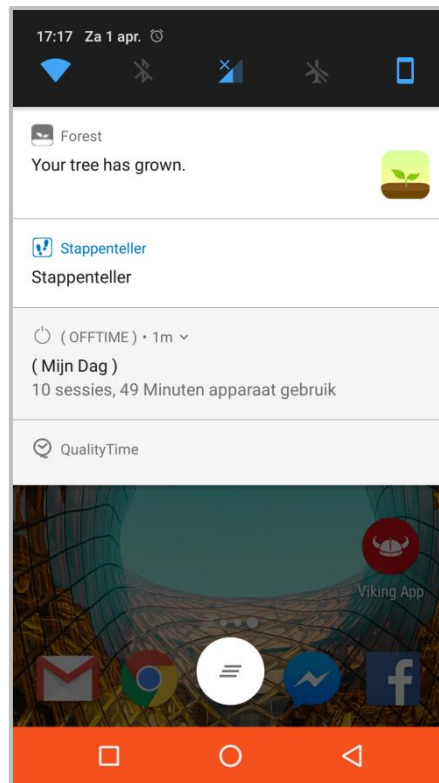 17:17 Za 1 apr.
Forest
Your tree has grown.
Stappenteller
Stappenteller
( OFFTIME ) • 1m
( Mijn Dag )
10 sessies, 49 Minuten apparaat gebruik
QualityTime
Viking App